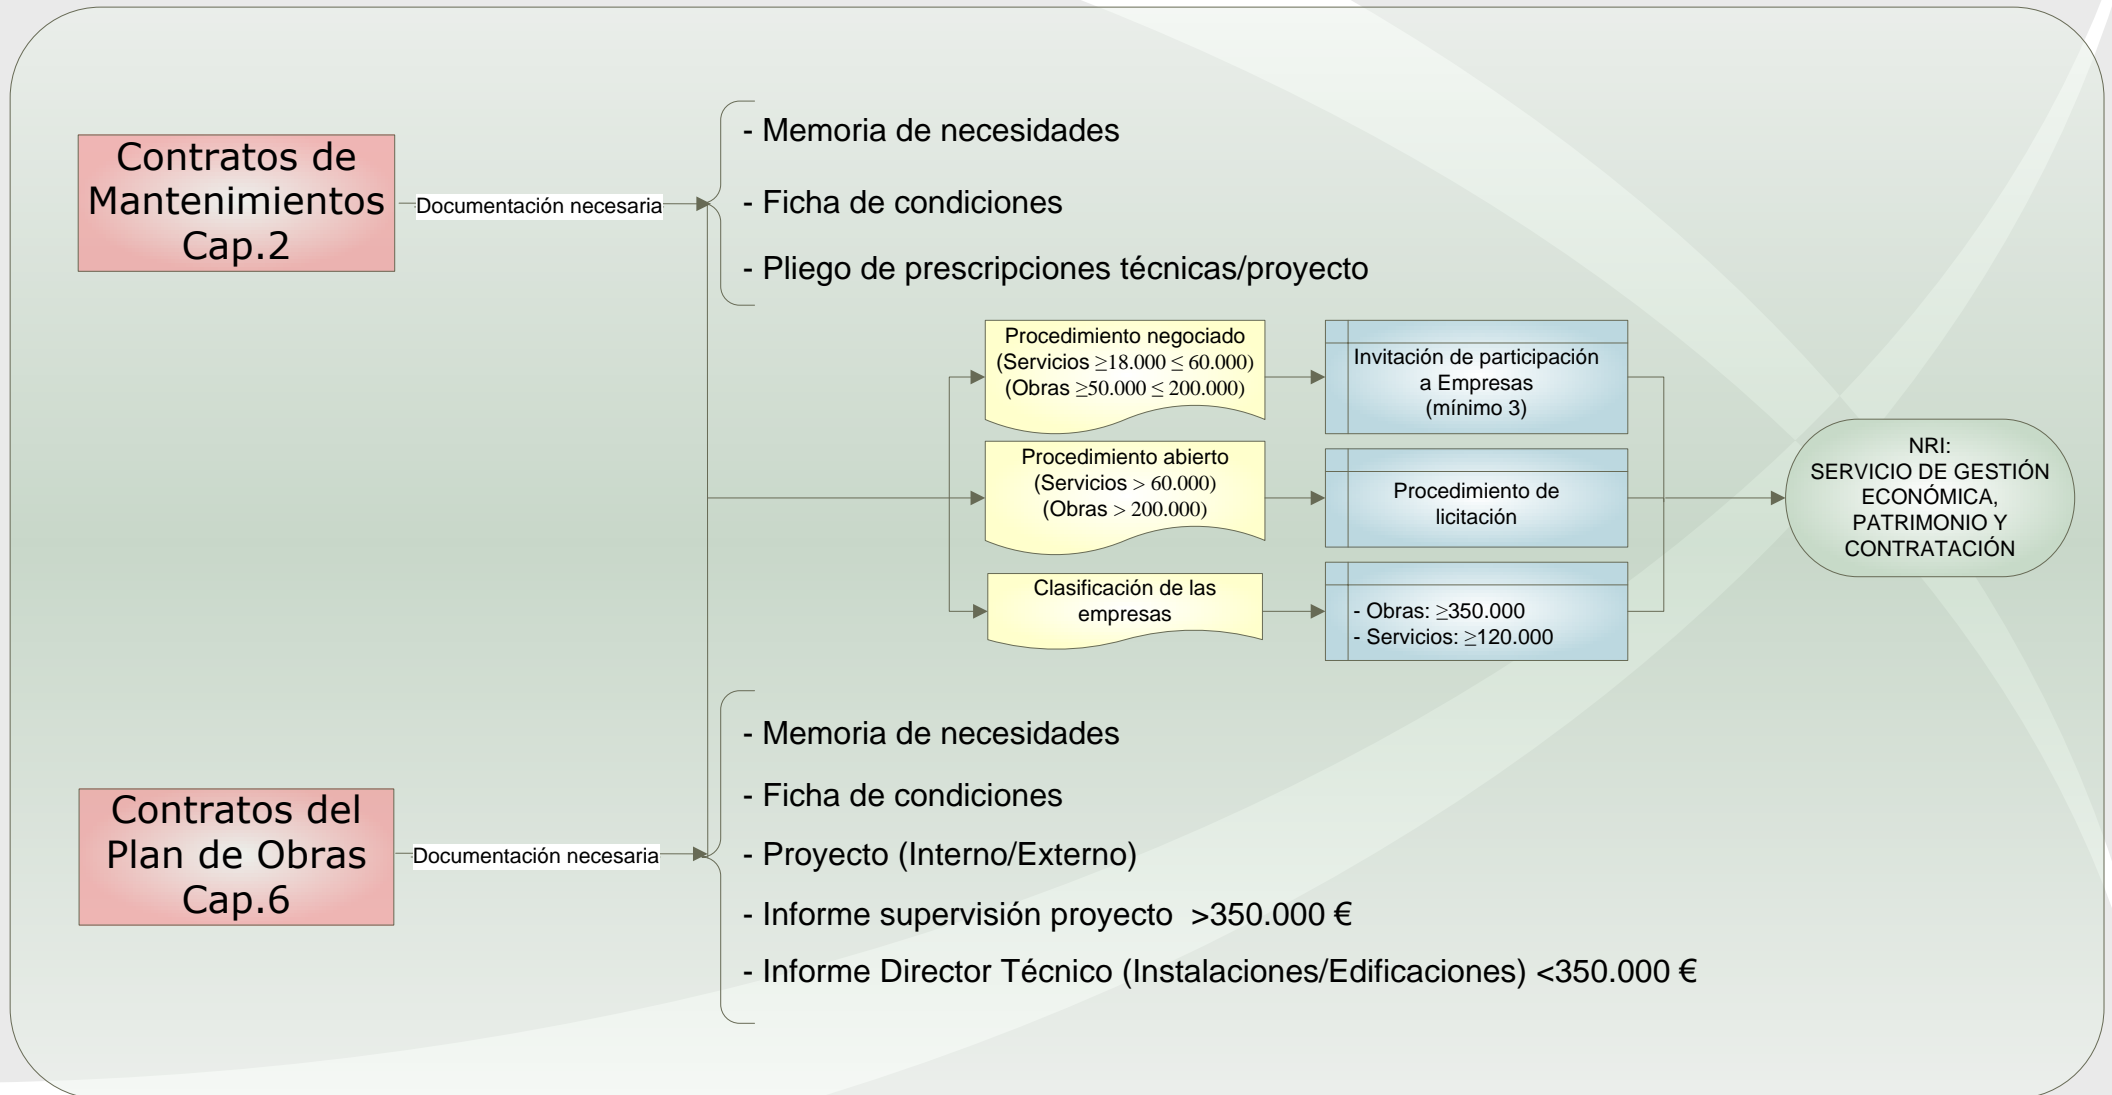 Contratos de
Mantenimientos
Cap.2
Documentación necesaria
- Memoria de necesidades
- Ficha de condiciones
- Pliego de prescripciones técnicas/proyecto
Procedimiento negociado
(Servicios ≥18.000 ≤ 60.000)
(Obras ≥50.000 ≤ 200.000)
Invitación de participación
a Empresas
(mínimo 3)
Procedimiento abierto
(Servicios > 60.000)
(Obras > 200.000)
Procedimiento de
licitación
Clasificación de las
empresas
- Obras: ≥350.000
- Servicios: ≥120.000
NRI:
SERVICIO DE GESTIÓN
ECONÓMICA,
PATRIMONIO Y
CONTRATACIÓN
Contratos del
Plan de Obras
Cap.6
Documentación necesaria
- Memoria de necesidades
- Ficha de condiciones
- Proyecto (Interno/Externo)
- Informe supervisión proyecto  >350.000 €
- Informe Director Técnico (Instalaciones/Edificaciones) <350.000 €